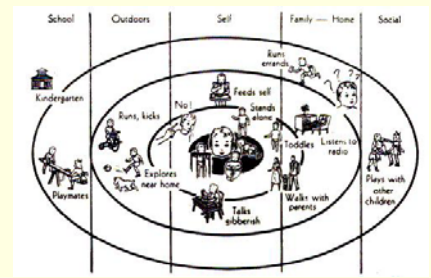 School Outdoors Self Family — Home Social
Runs errands
? ? ?
Kindergarten
Feeds self
No!
Runs, kicks
Stands alone
Toddles
Listens to radio
Explores near home
Playmates
Talks gibberish
Walks with parents
Plays with other children